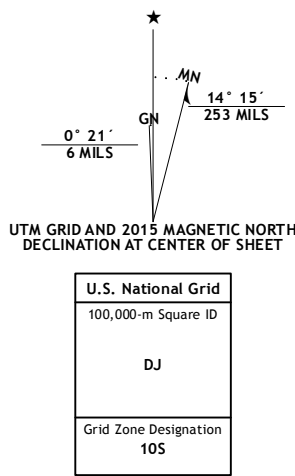 MN
GN
14° 15´
253 MILS
0° 21´
6 MILS
UTM GRID AND 2015 MAGNETIC NORTH
DECLINATION AT CENTER OF SHEET
U.S. National Grid
100,000-m Square ID
DJ
Grid Zone Designation
10S